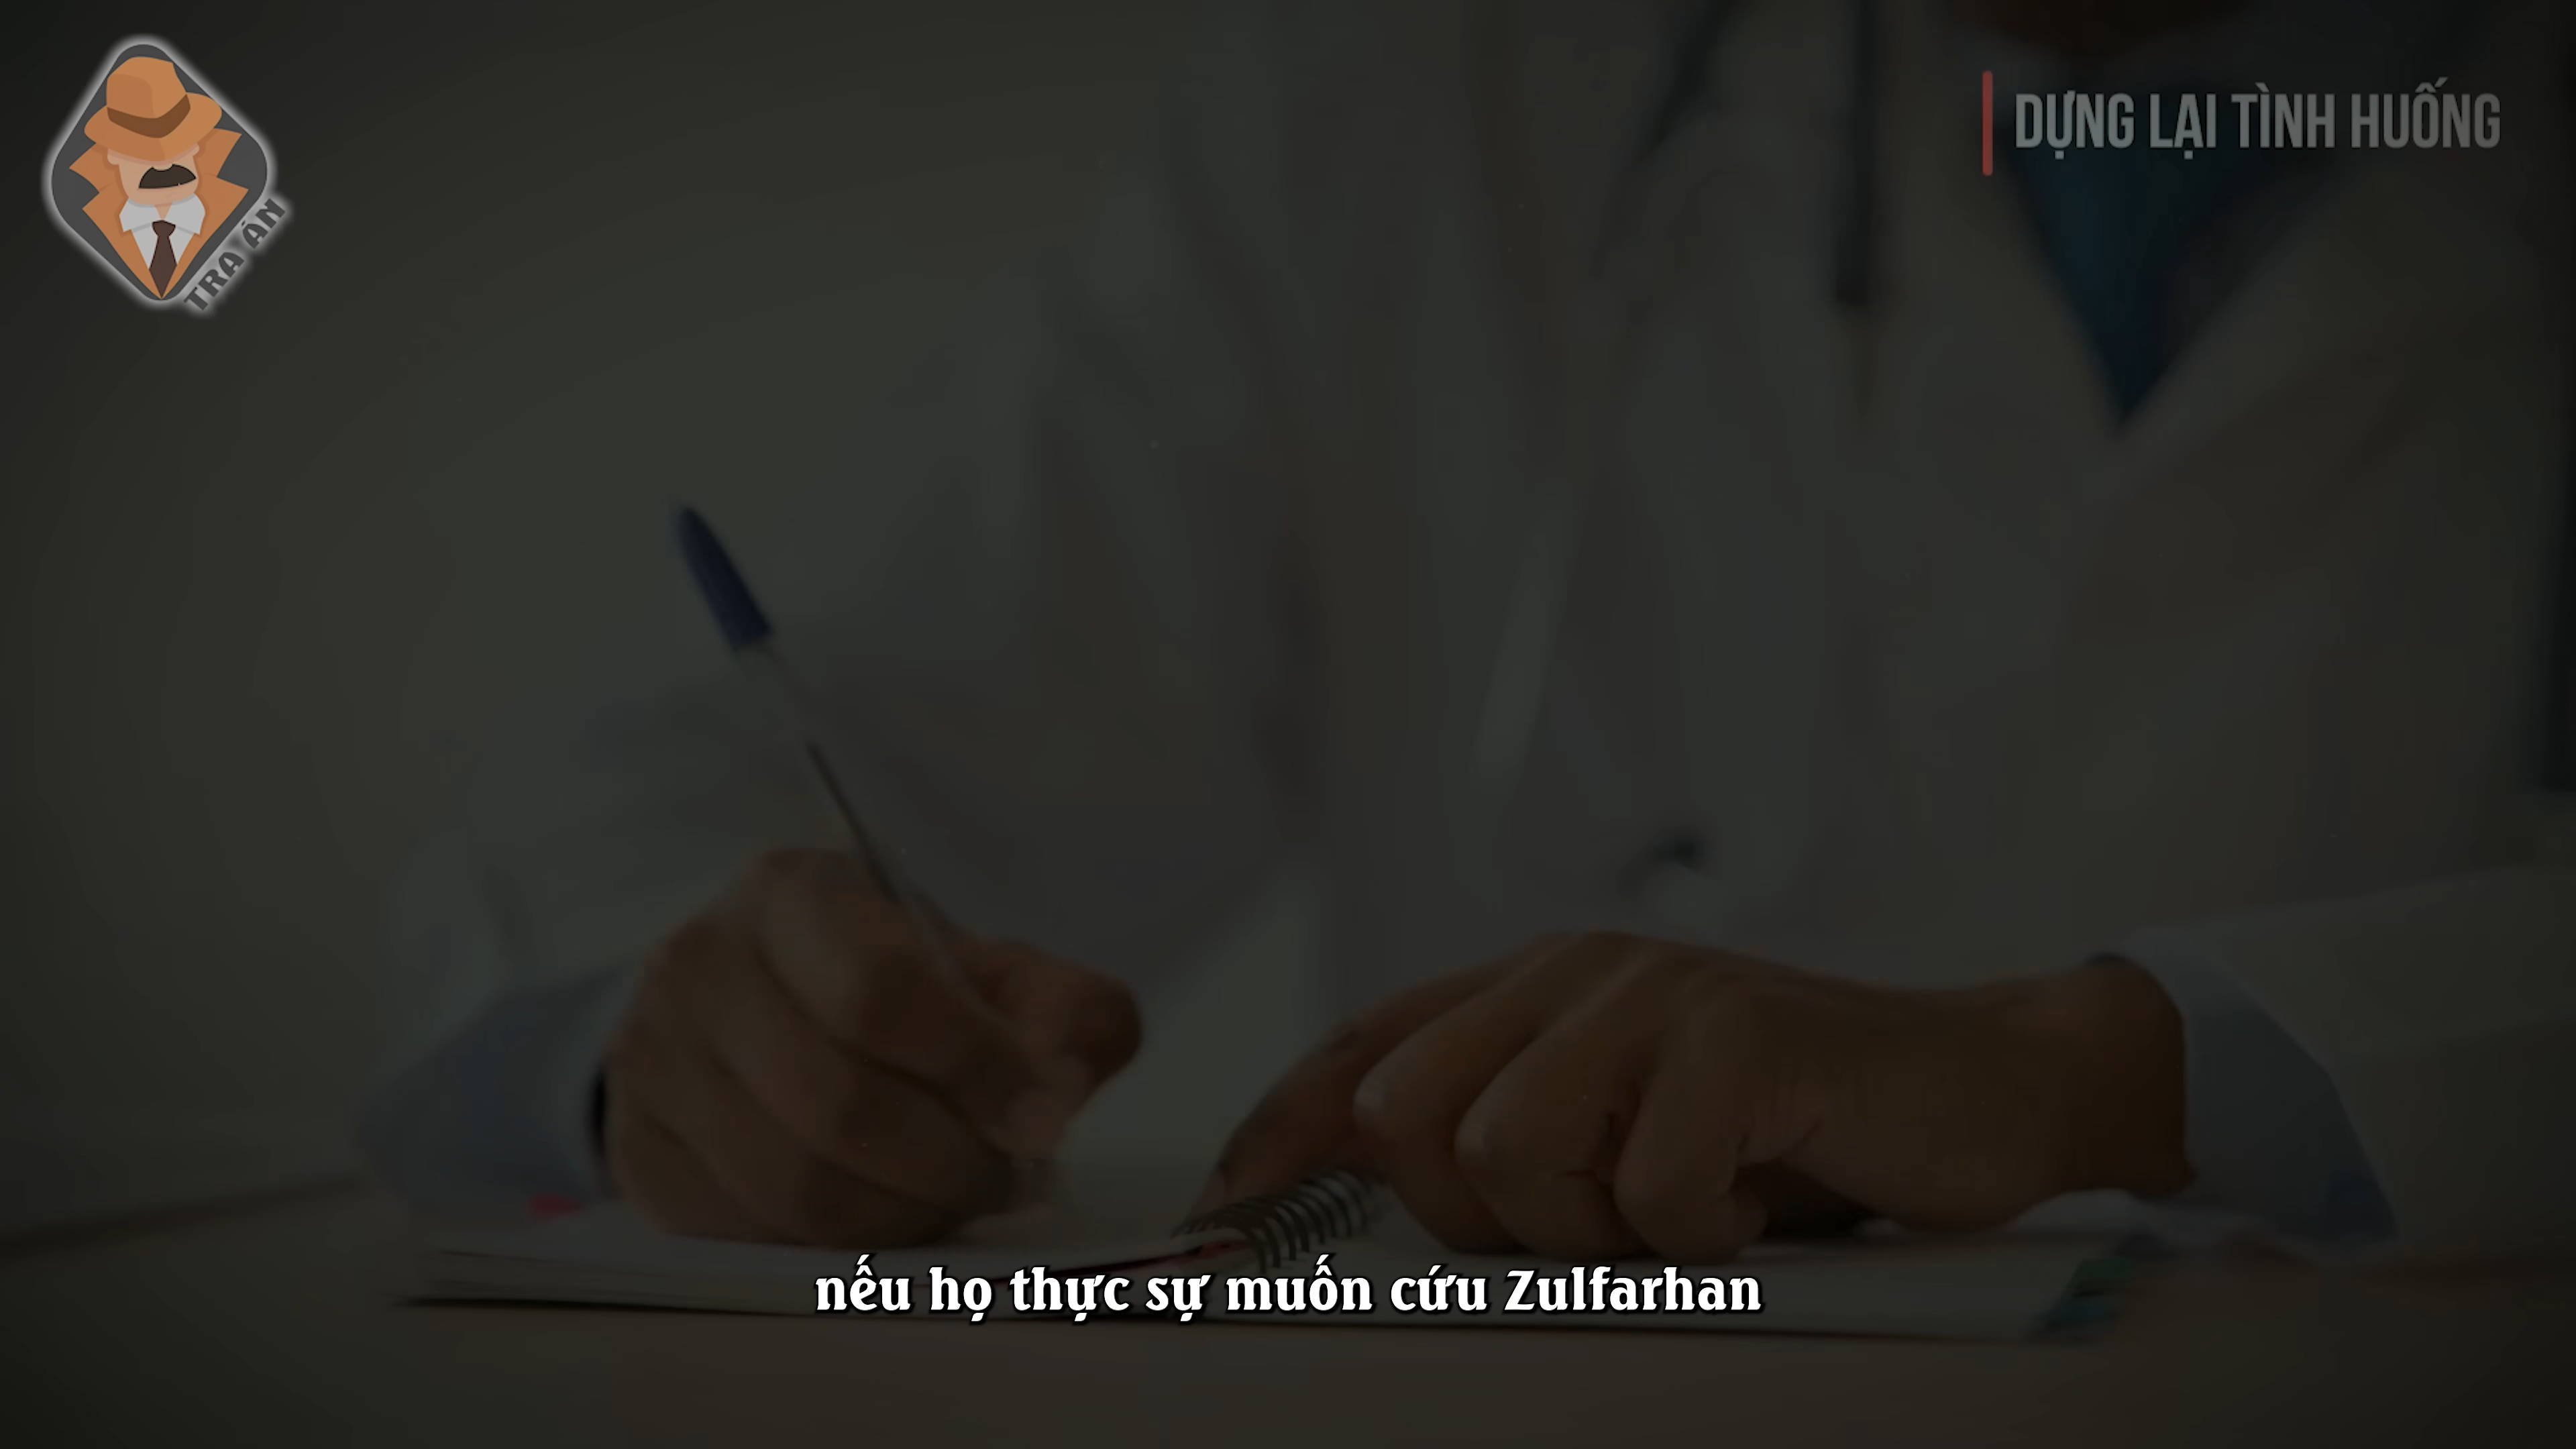 TRA ÁN
DỰNG LẠI TÌNH HUỐNG
nếu họ thực sự muốn cứu Zulfarhan